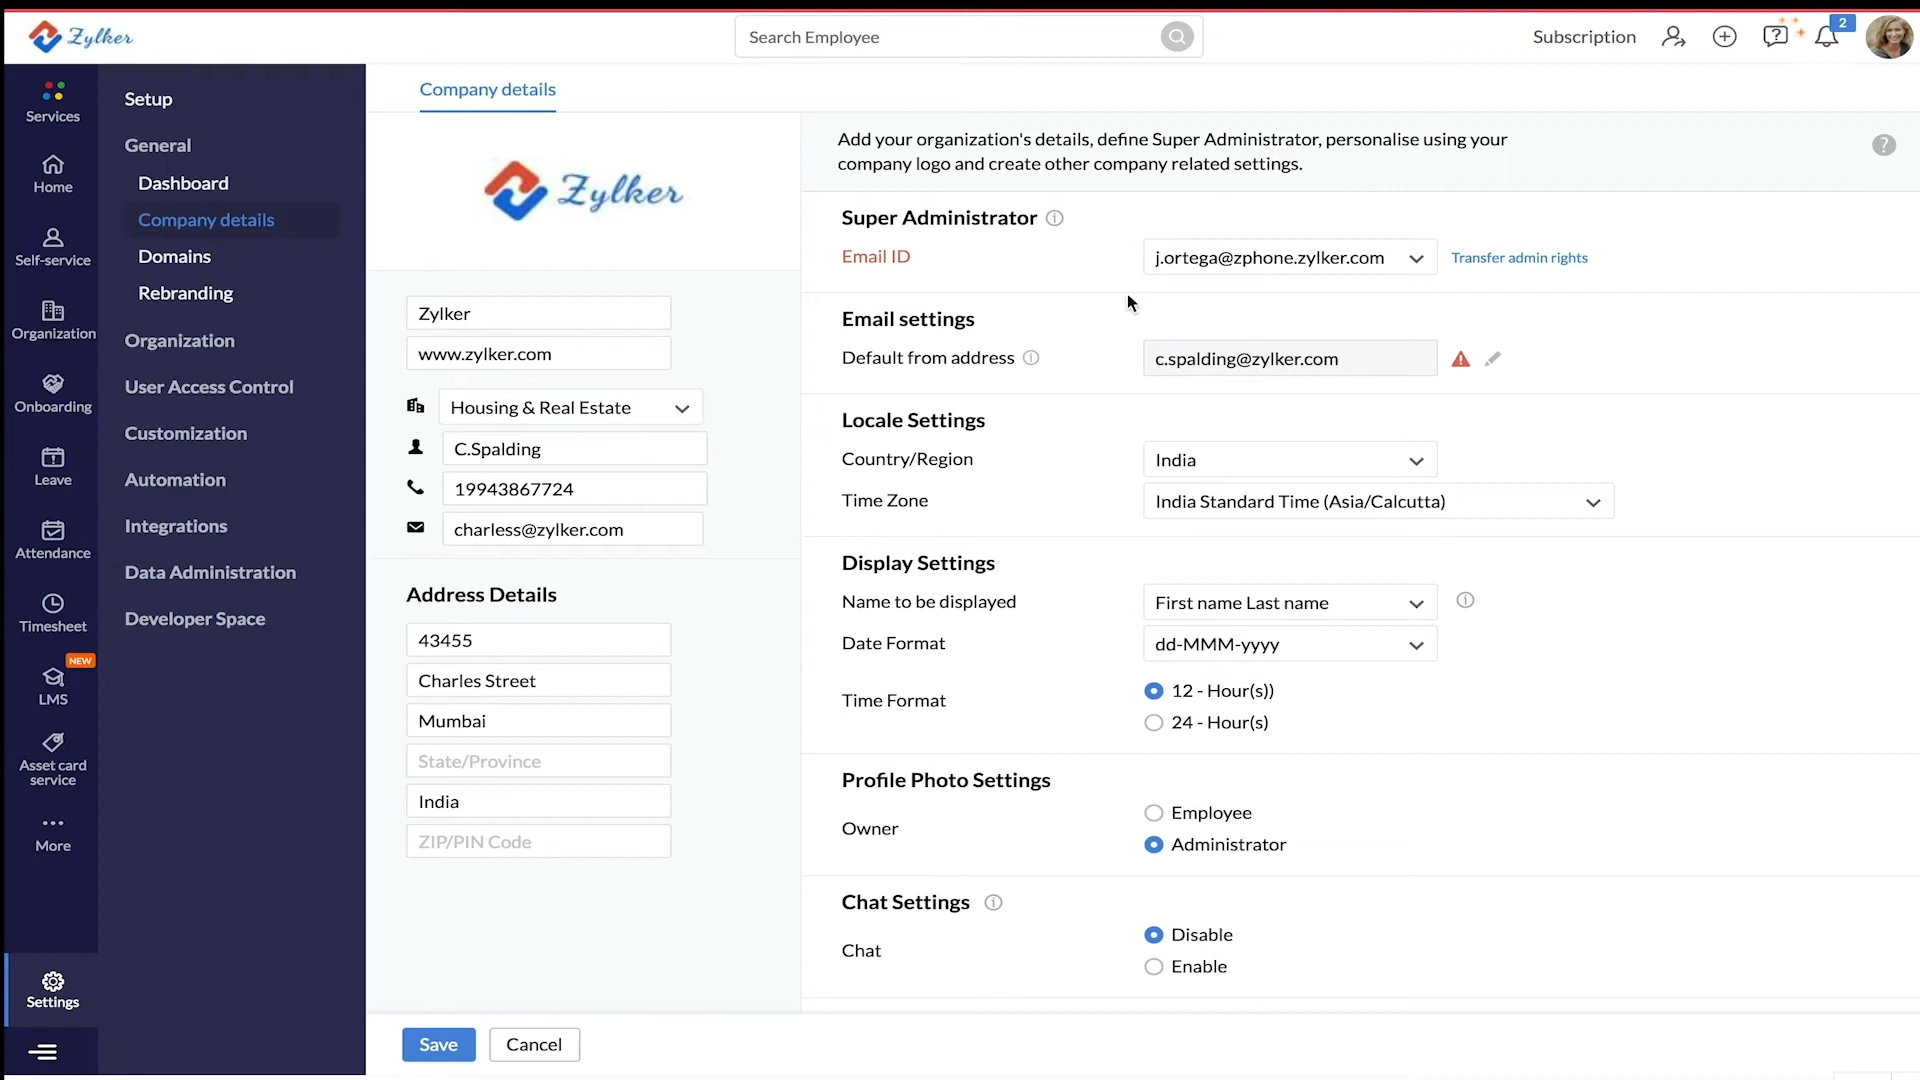 Zylker
Search Employee
Subscription
2
Services
Home
Self-service
Organization
Onboarding
Leave
Attendance
Timesheet
NEW
LMS
Asset card
service
More
Settings
Setup
General
Dashboard
Company details
Domains
Rebranding
Organization
User Access Control
Customization
Automation
Integrations
Data Administration
Developer Space
Company details
Zylker
Zylker
www.zylker.com
Housing & Real Estate
C.Spalding
19943867724
charless@zylker.com
Address Details
43455
Charles Street
Mumbai
State/Province
India
ZIP/PIN Code
Add your organization's details, define Super Administrator, personalise using your
company logo and create other company related settings.
Super Administrator
Email ID j.ortega@zphone.zylker.com Transfer admin rights
Email settings
Default from address c.spalding@zylker.com
Locale Settings
Country/Region India
Time Zone India Standard Time (Asia/Calcutta)
Display Settings
Name to be displayed First name Last name
Date Format dd-MMM-yyyy
Time Format
12 - Hour(s))
24 - Hour(s)
Profile Photo Settings
Owner
Employee
Administrator
Chat Settings
Chat
Disable
Enable
Save Cancel